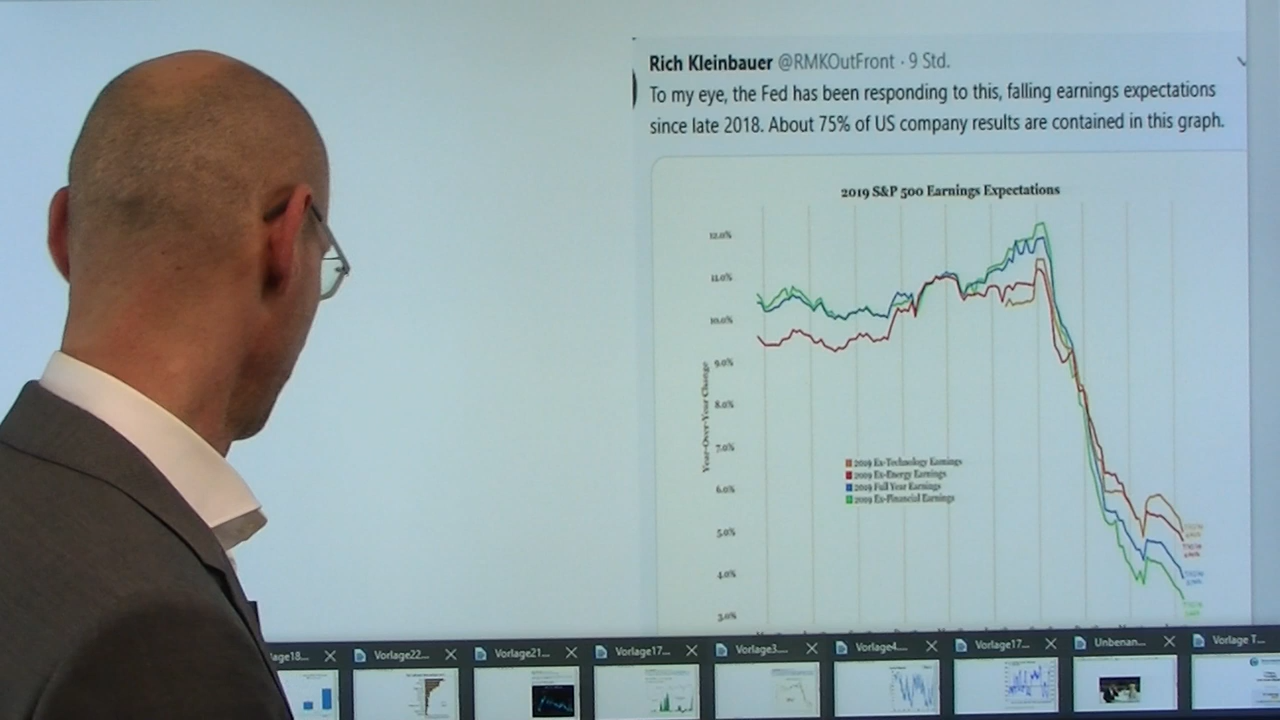 Rich Kleinbauer @RMKOutFront · 9 Std.
To my eye, the Fed has been responding to this, falling earnings expectations
since late 2018. About 75% of US company results are contained in this graph.
2019 S&P 500 Earnings Expectations
12.0%
11.0%
10.0%
9.0%
8.0%
7.0%
6.0%
5.0%
4.0%
3.0%
Year-Over-Year Change
2019 Ex-Technology Earnings
2019 Ex-Energy Earnings
2019 Full Year Earnings
2019 Ex-Financial Earnings
age18...
Vorlage22...
Vorlage21...
Vorlage17...
Vorlage3....
Vorlage4....
Vorlage17...
Unbenan...
Vorlage T...